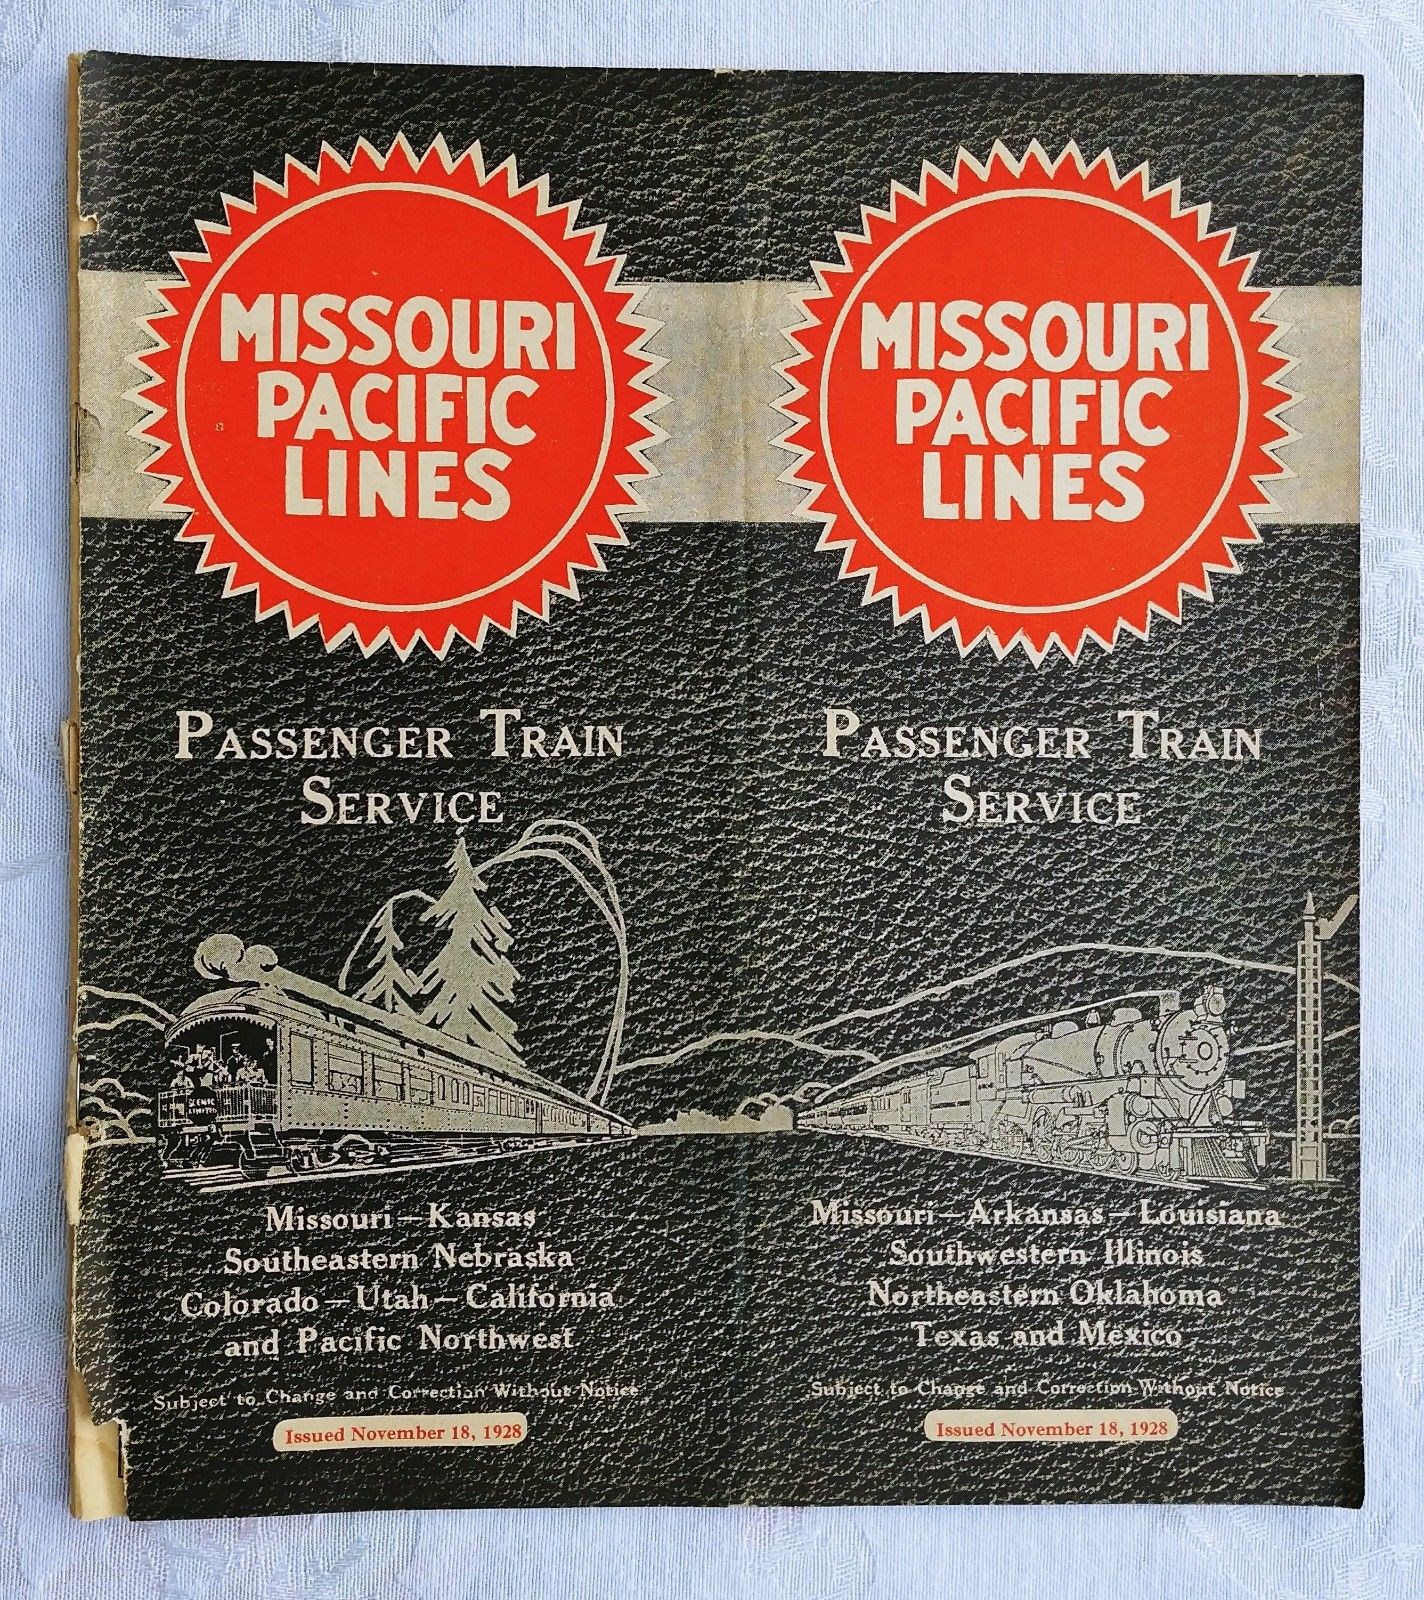 MISSOURI
PACIFIC
LINES
PASSENGER TRAIN
SERVICE
SCENIC
LIMITED
Missouri — Kansas
Southeastern Nebraska
Colorado — Utah — California
and Pacific Northwest
Subject to Change and Correction Without Notice
Issued November 18, 1928
MISSOURI
PACIFIC
LINES
PASSENGER TRAIN
SERVICE
Missouri — Arkansas — Louisiana
Southwestern Illinois
Northeastern Oklahoma
Texas and Mexico
Subject to Change and Correction Without Notice
Issued November 18, 1928